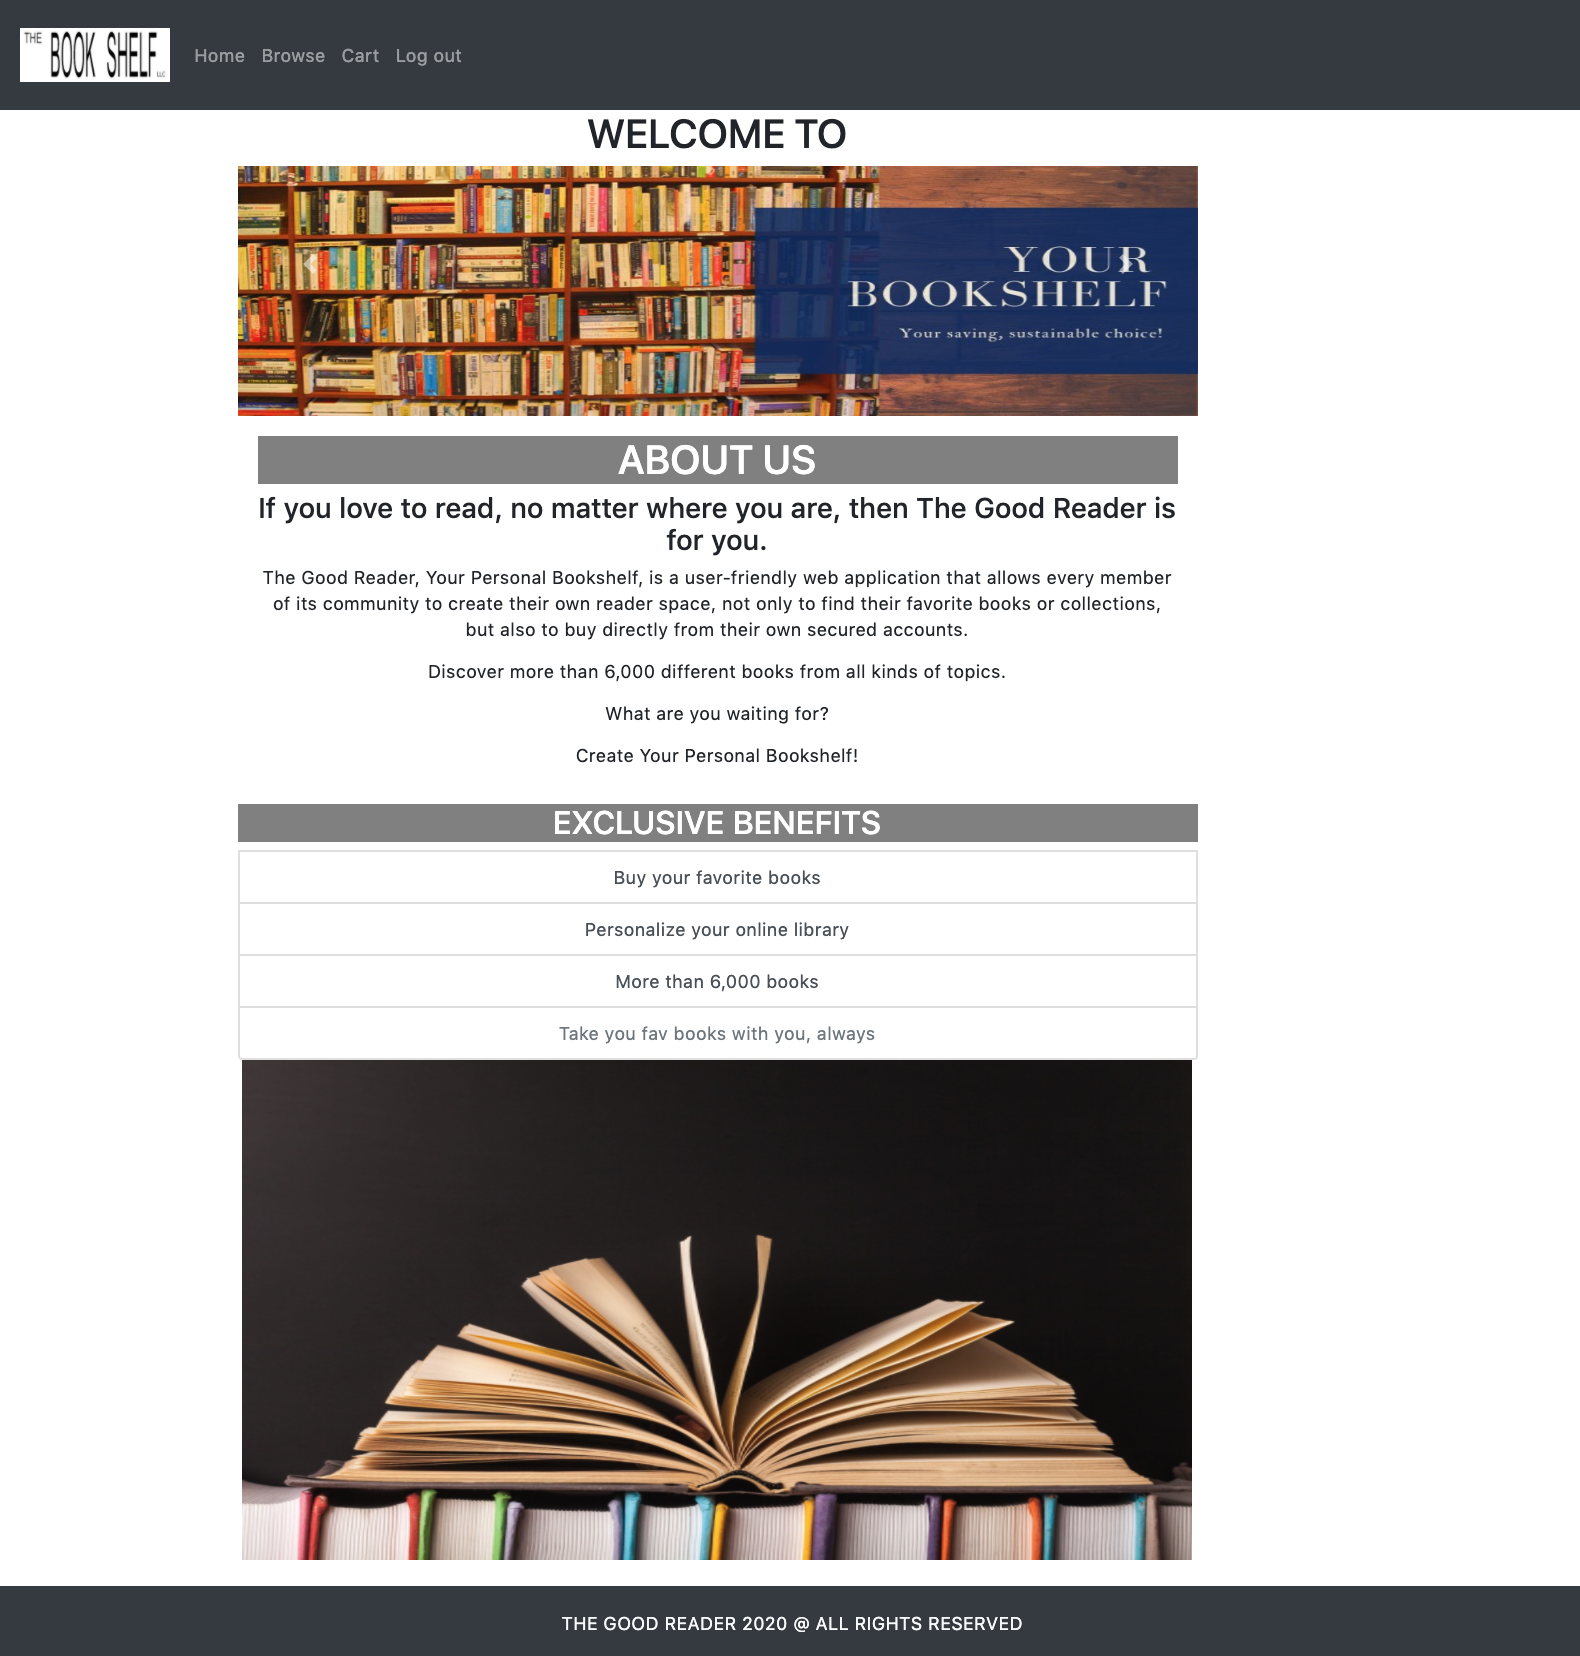 THE
BOOK SHELF LLC
Home Browse Cart Log out
WELCOME TO
YOUR
BOOKSHELF
Your saving, sustainable choice!
ABOUT US
If you love to read, no matter where you are, then The Good Reader is
for you.
The Good Reader, Your Personal Bookshelf, is a user-friendly web application that allows every member
of its community to create their own reader space, not only to find their favorite books or collections,
but also to buy directly from their own secured accounts.
Discover more than 6,000 different books from all kinds of topics.
What are you waiting for?
Create Your Personal Bookshelf!
EXCLUSIVE BENEFITS
Buy your favorite books
Personalize your online library
More than 6,000 books
Take you fav books with you, always
THE GOOD READER 2020 @ ALL RIGHTS RESERVED